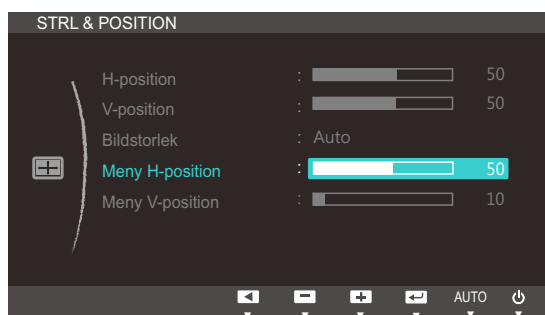 STRL & POSITION
H-position : 50
V-position : 50
Bildstorlek : Auto
Meny H-position : 50
Meny V-position : 10
AUTO